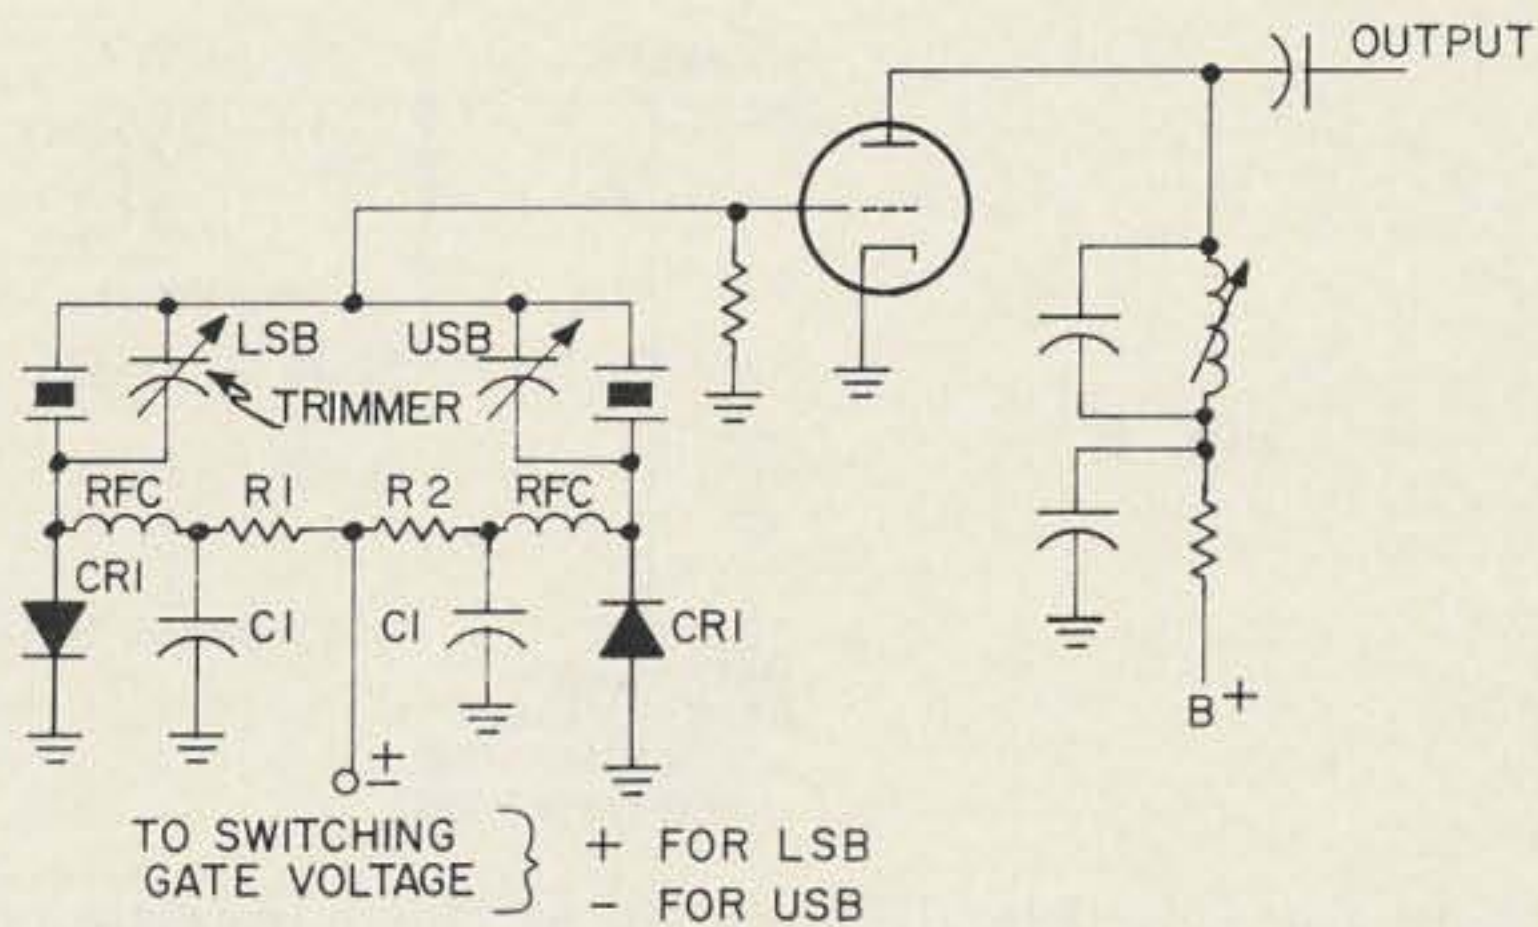 OUTPUT
LSB
USB
TRIMMER
RFC R1 R2 RFC
CR1
C1
C1
CR1
B+
+
−
TO SWITCHING
GATE VOLTAGE
+ FOR LSB
- FOR USB